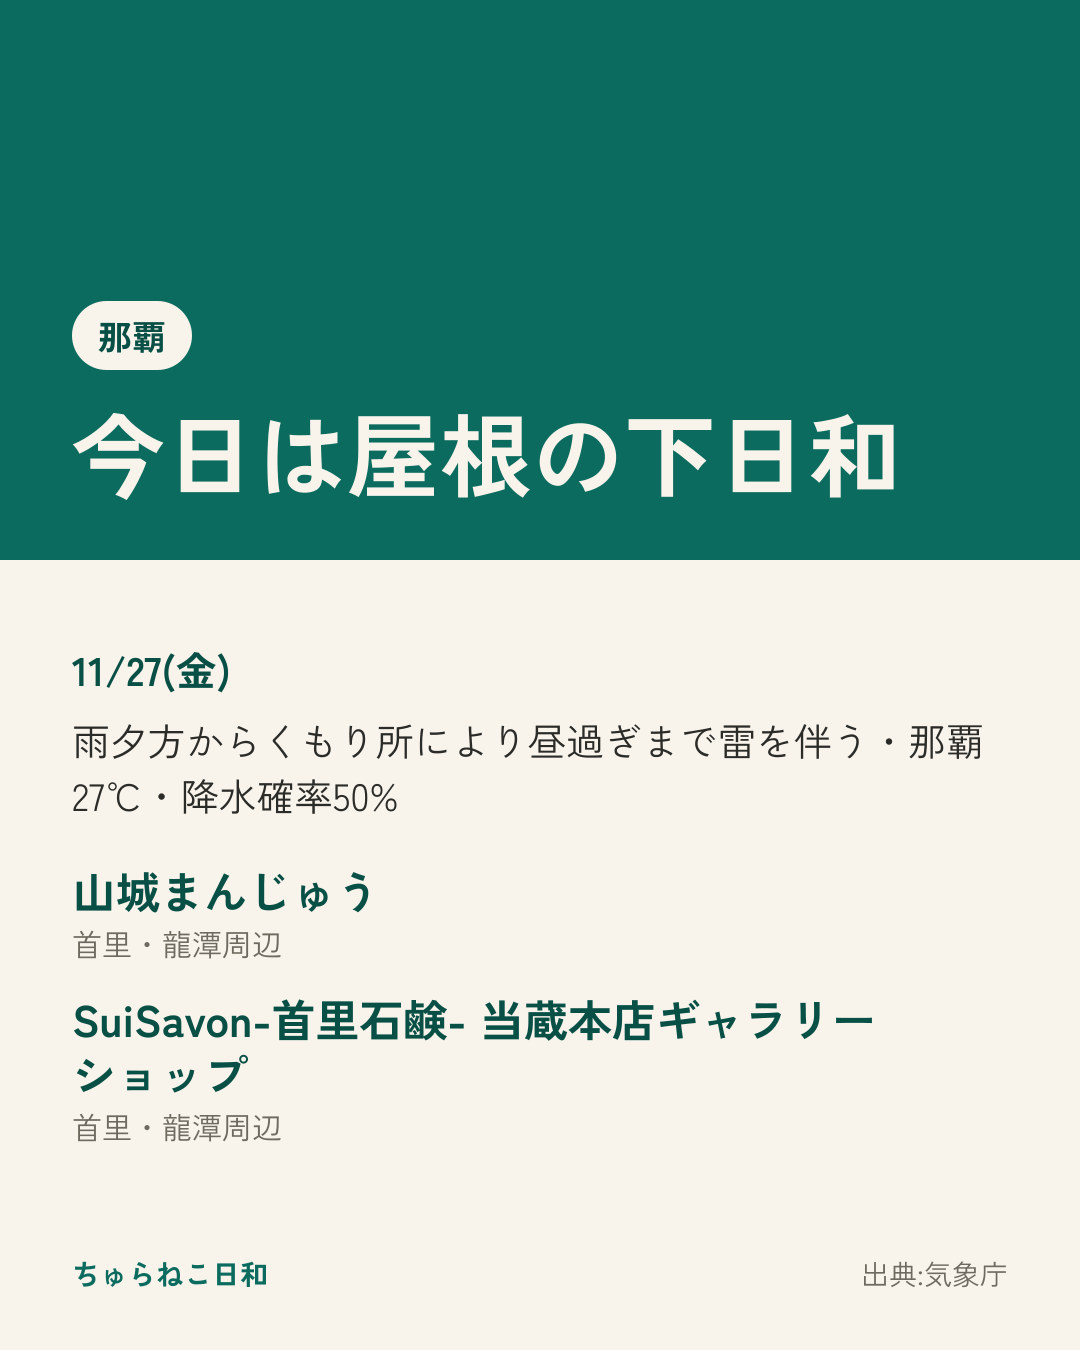 那覇
今日は屋根の下日和
11/27(金)
雨夕方からくもり所により昼過ぎまで雷を伴う・那覇
27℃・降水確率50%
山城まんじゅう
首里・龍潭周辺
SuiSavon-首里石鹸- 当蔵本店ギャラリー
ショップ
首里・龍潭周辺
ちゅらねこ日和
出典:気象庁